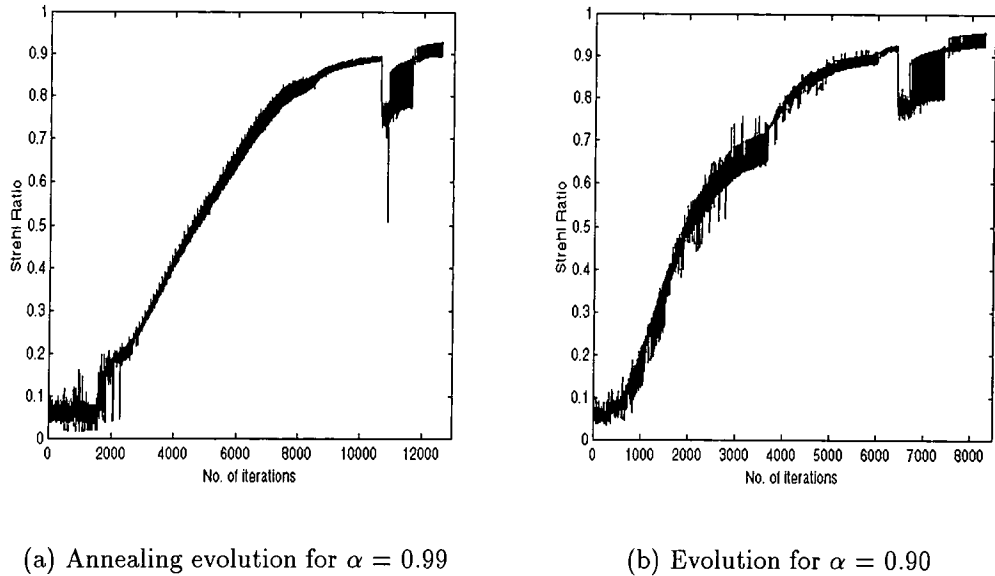 1
0.9
0.8
0.7
0.6
0.5
0.4
0.3
0.2
0.1
0
Strehl Ratio
0 2000 4000 6000 8000 10000 12000
No. of iterations
(a) Annealing evolution for α = 0.99
1
0.9
0.8
0.7
0.6
0.5
0.4
0.3
0.2
0.1
0
Strehl Ratio
0 1000 2000 3000 4000 5000 6000 7000 8000
No. of iterations
(b) Evolution for α = 0.90